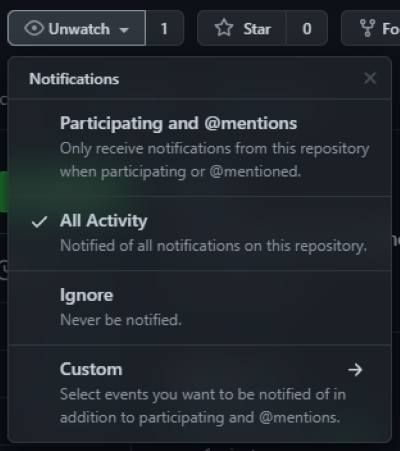 Unwatch 1 Star 0 Fo
Notifications
Participating and @mentions
Only receive notifications from this repository
when participating or @mentioned.
All Activity
Notified of all notifications on this repository.
Ignore
Never be notified.
Custom
Select events you want to be notified of in
addition to participating and @mentions.